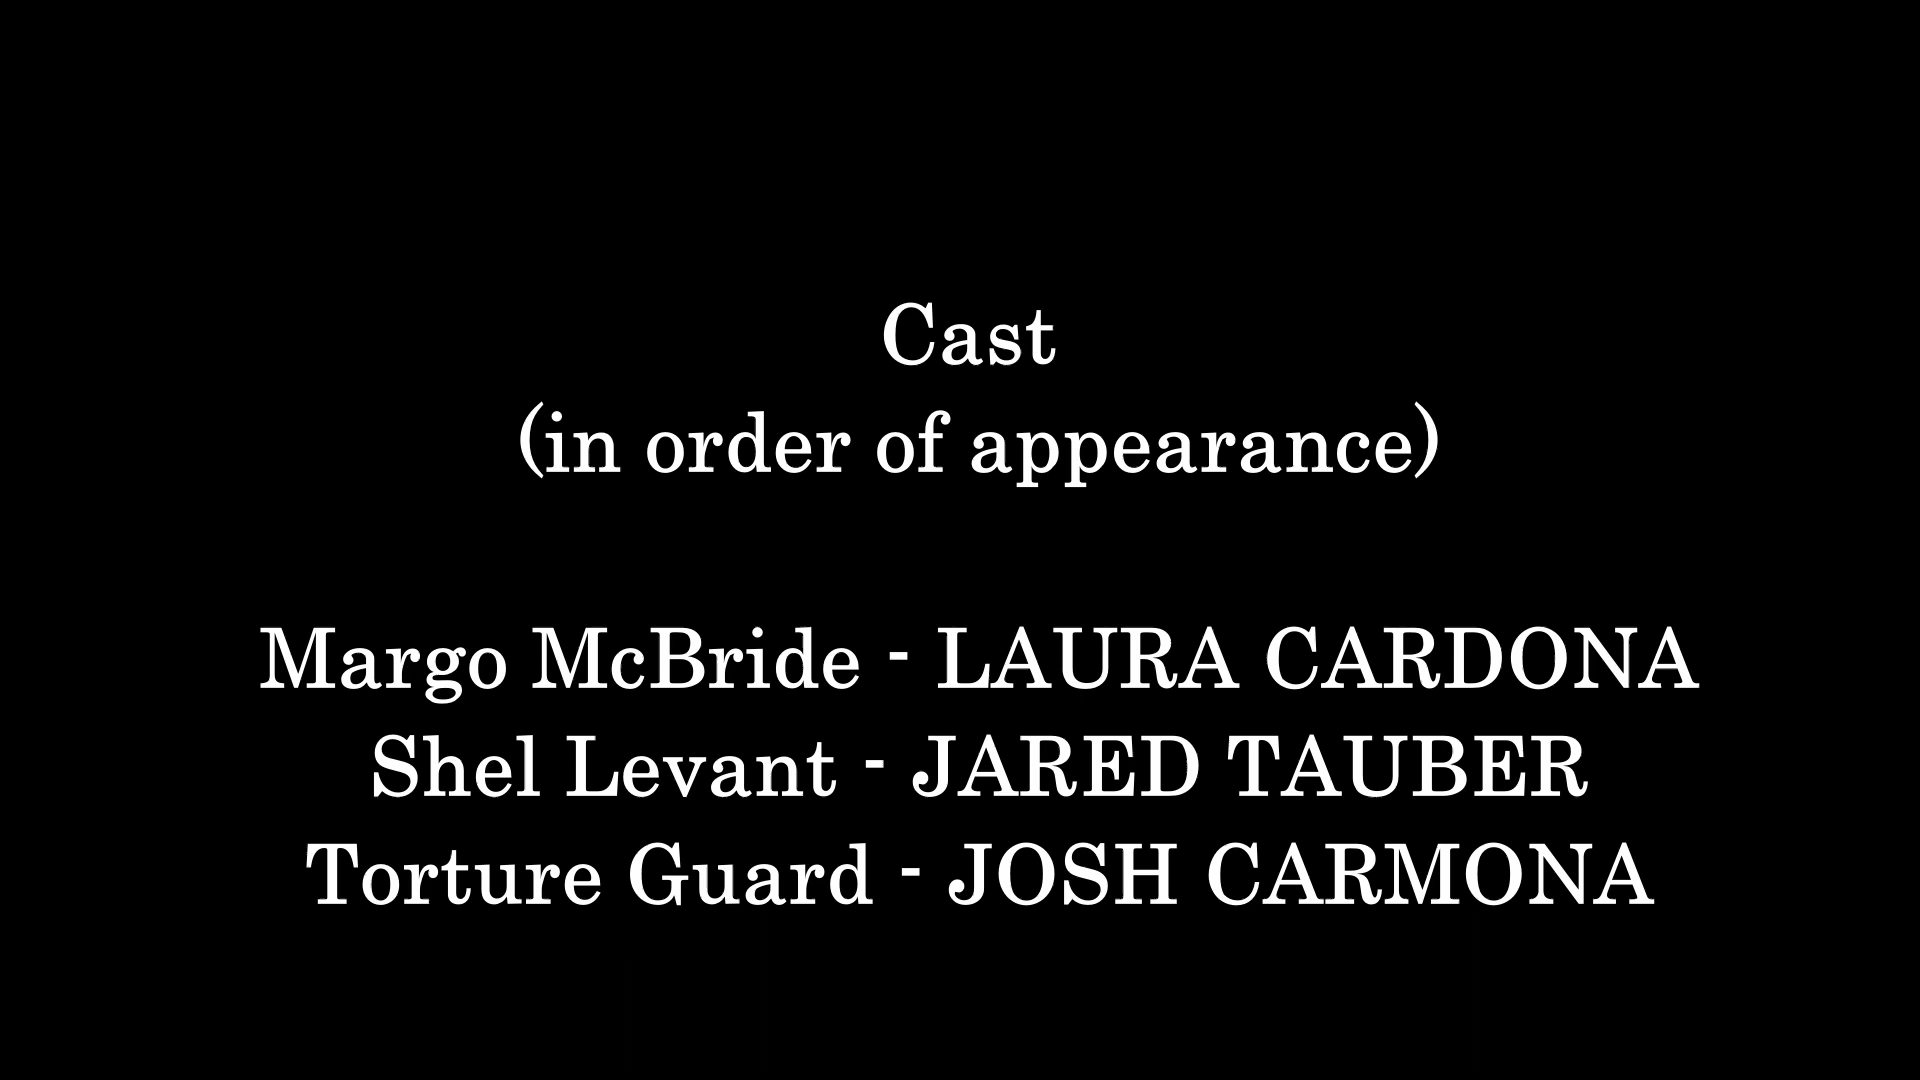 Cast
(in order of appearance)
Margo McBride - LAURA CARDONA
Shel Levant - JARED TAUBER
Torture Guard - JOSH CARMONA